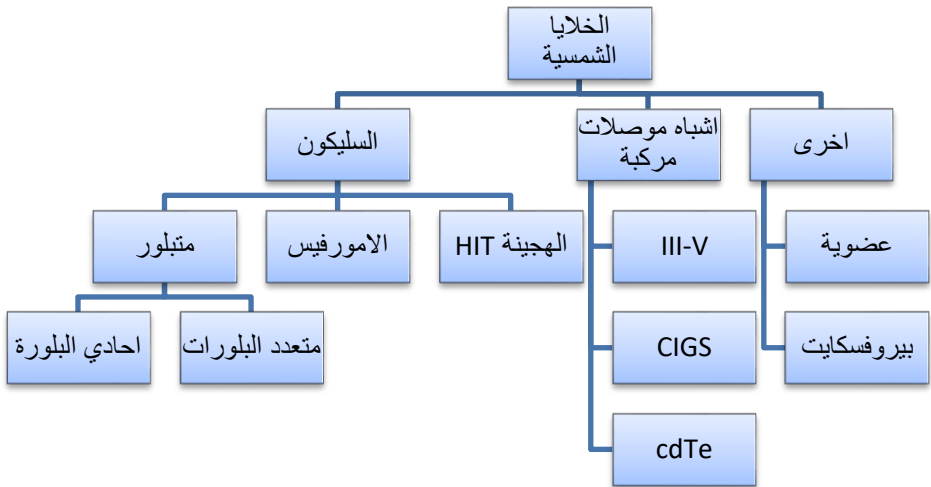 الخلايا
الشمسية
اخرى
اشباه موصلات
مركبة
السليكون
عضوية
III-V
الهجينة HIT
الامورفيس
متبلور
بيروفسكايت
CIGS
متعدد البلورات
احادي البلورة
cdTe